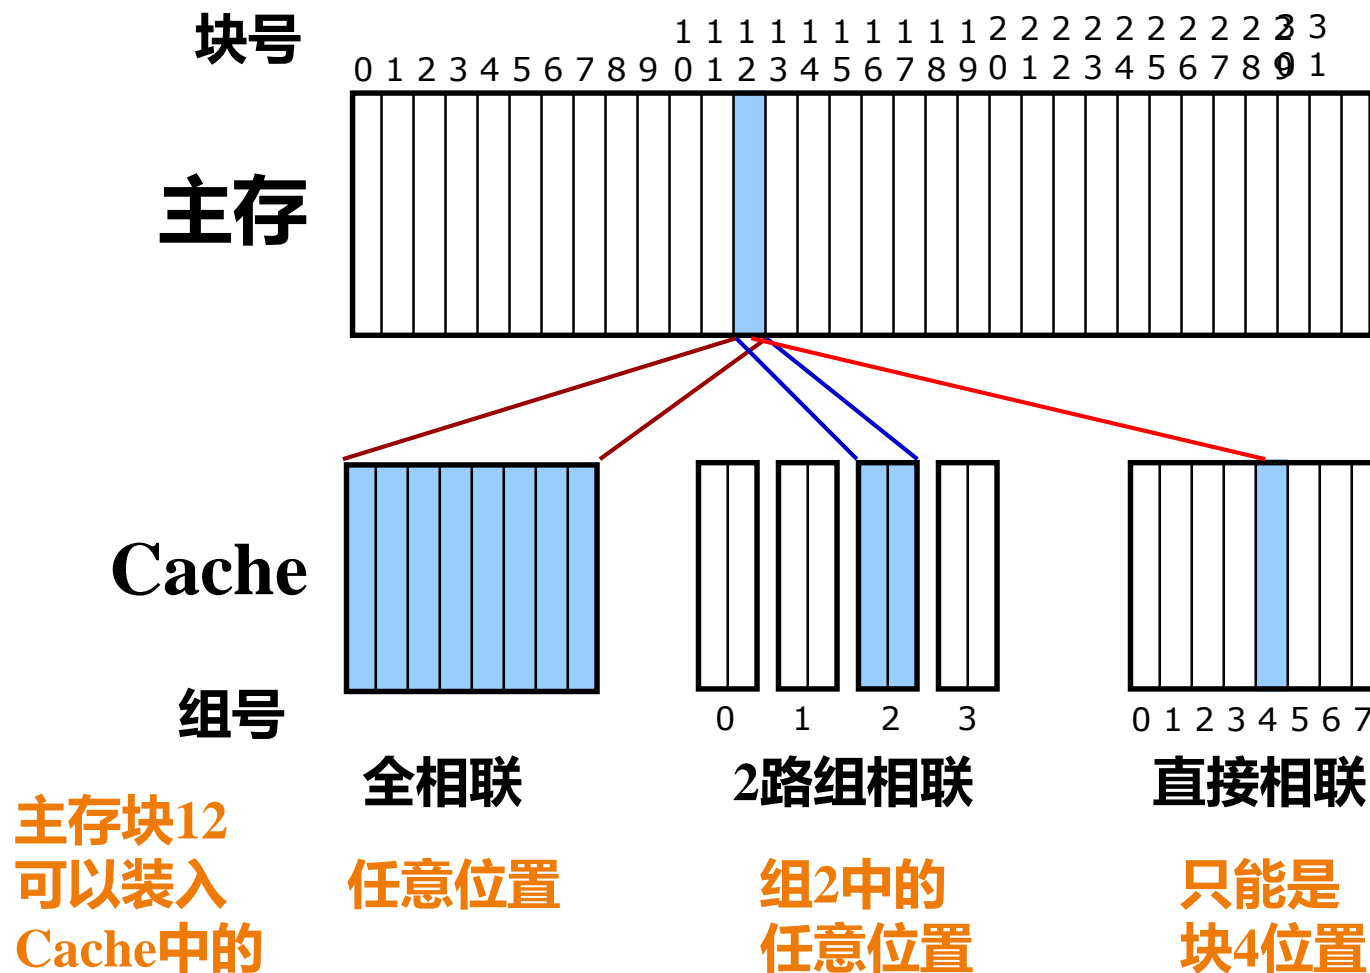 块号
0 1 2 3 4 5 6 7 8 9 10 11 12 13 14 15 16 17 18 19 20 21 22 23 24 25 26 27 28 29 30 31
主存
Cache
组号
0 1 2 3
0 1 2 3 4 5 6 7
全相联
2路组相联
直接相联
主存块12
可以装入
Cache中的
任意位置
组2中的
任意位置
只能是
块4位置